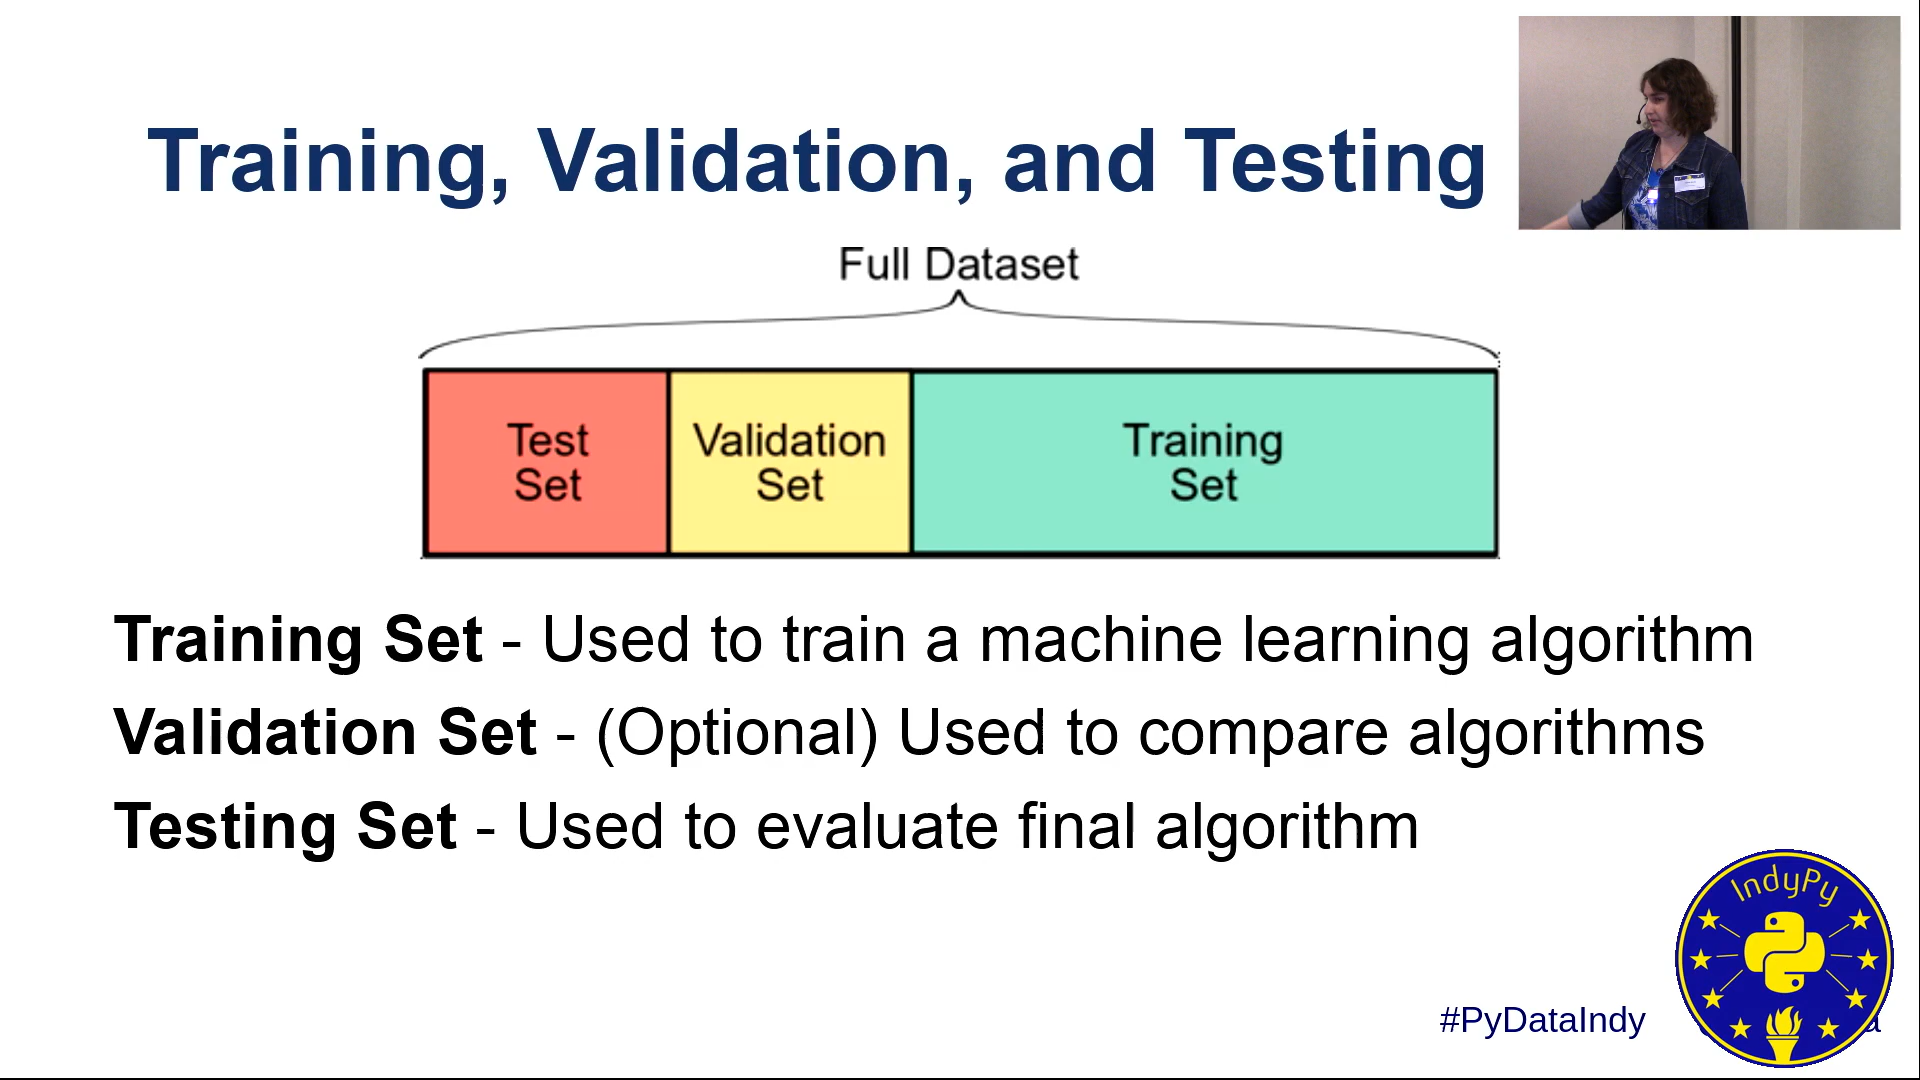 Training, Validation, and Testing
Full Dataset
Test
Set
Validation
Set
Training
Set
Training Set - Used to train a machine learning algorithm
Validation Set - (Optional) Used to compare algorithms
Testing Set - Used to evaluate final algorithm
IndyPy
#PyDataIndy